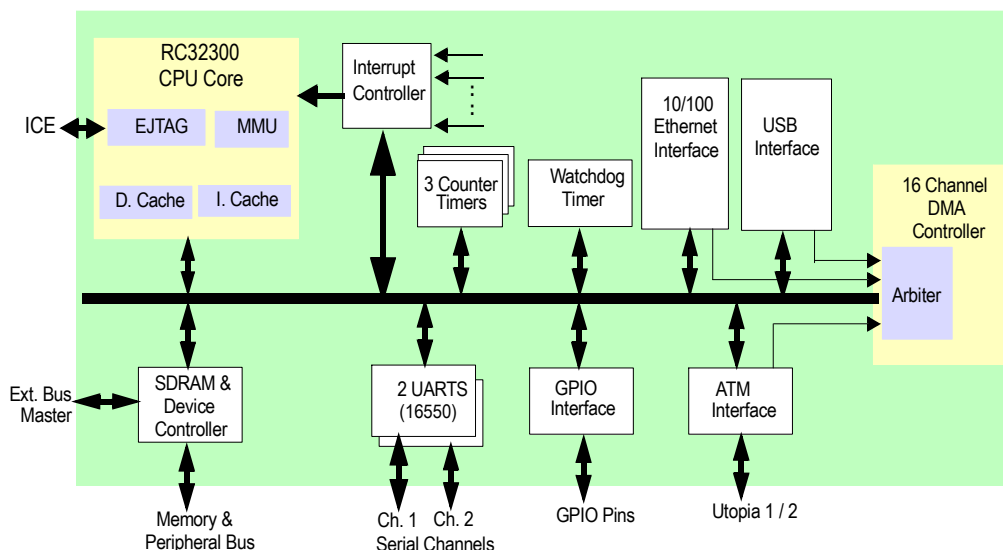 RC32300
CPU Core
EJTAG
MMU
D. Cache
I. Cache
ICE
Interrupt
Controller
3 Counter
Timers
Watchdog
Timer
10/100
Ethernet
Interface
USB
Interface
16 Channel
DMA
Controller
Arbiter
Ext. Bus
Master
SDRAM &
Device
Controller
2 UARTS
(16550)
GPIO
Interface
ATM
Interface
Memory &
Peripheral Bus
Ch. 1
Ch. 2
Serial Channels
GPIO Pins
Utopia 1 / 2